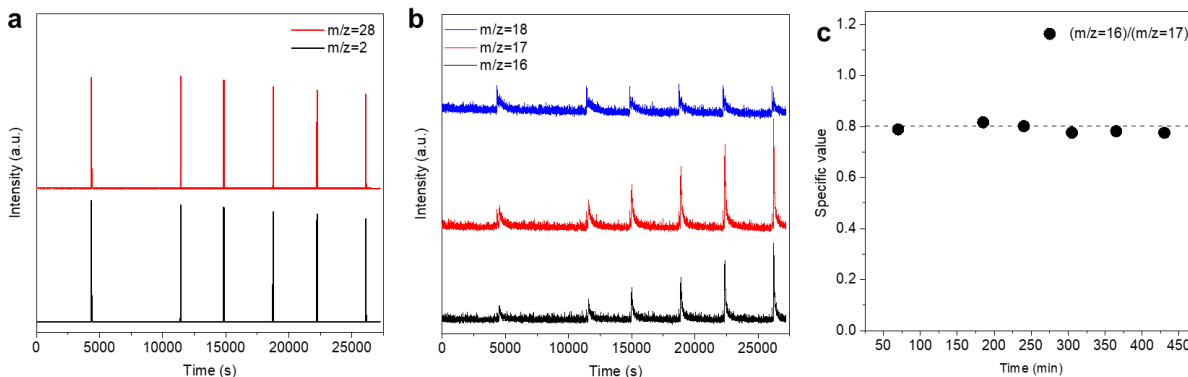 a
m/z=28
m/z=2
Intensity (a.u.)
0 5000 10000 15000 20000 25000
Time (s)
b
m/z=18
m/z=17
m/z=16
Intensity (a.u.)
0 5000 10000 15000 20000 25000
Time (s)
c
(m/z=16)/(m/z=17)
Specific value
1.2
1.0
0.8
0.6
0.4
0.2
0.0
50 100 150 200 250 300 350 400 450
Time (min)